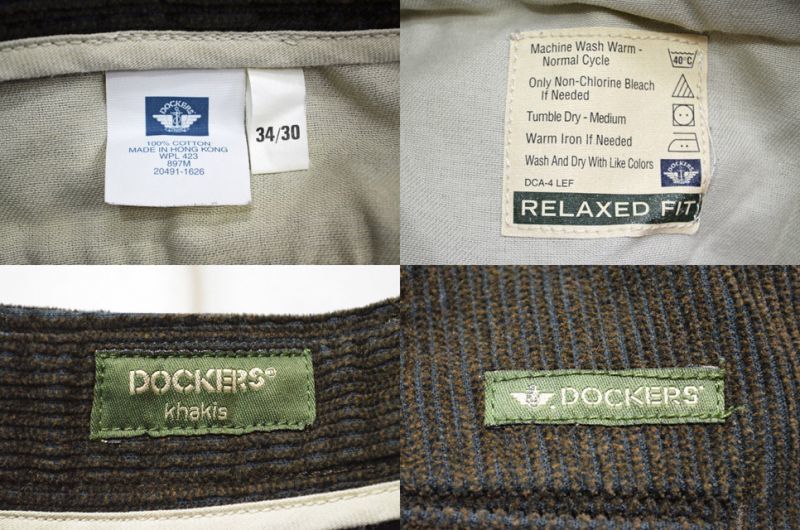 DOCKERS
100% COTTON
MADE IN HONG KONG
WPL 423
897M
20491-1626
34/30
Machine Wash Warm -
Normal Cycle
40°C
Only Non-Chlorine Bleach
If Needed
Tumble Dry - Medium
Warm Iron If Needed
Wash And Dry With Like Colors
DOCKERS
DCA-4 LEF
RELAXED FIT
DOCKERS®
khakis
DOCKERS®